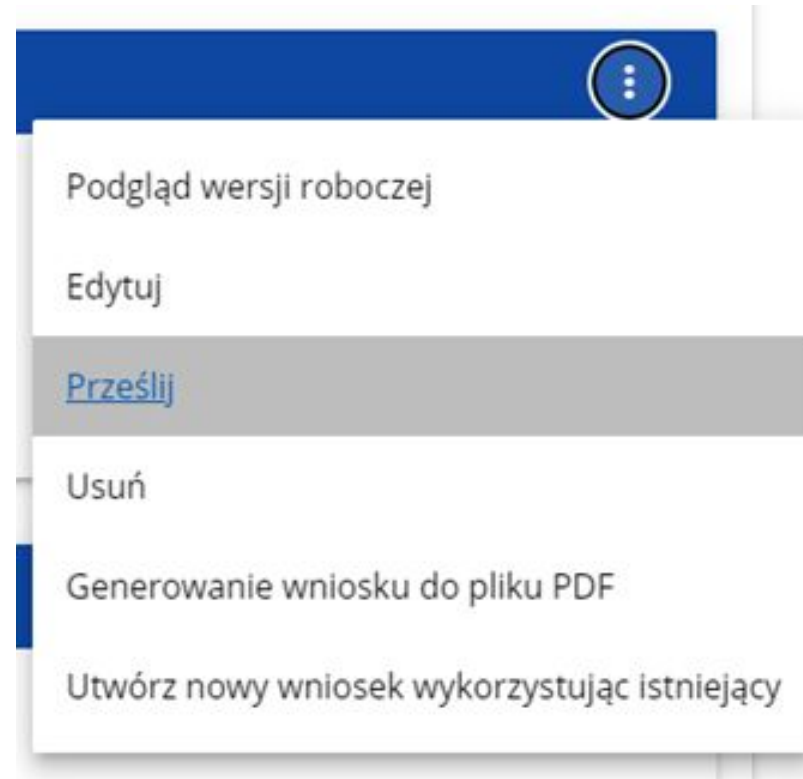 Podgląd wersji roboczej
Edytuj
Prześlij
Usuń
Generowanie wniosku do pliku PDF
Utwórz nowy wniosek wykorzystując istniejący